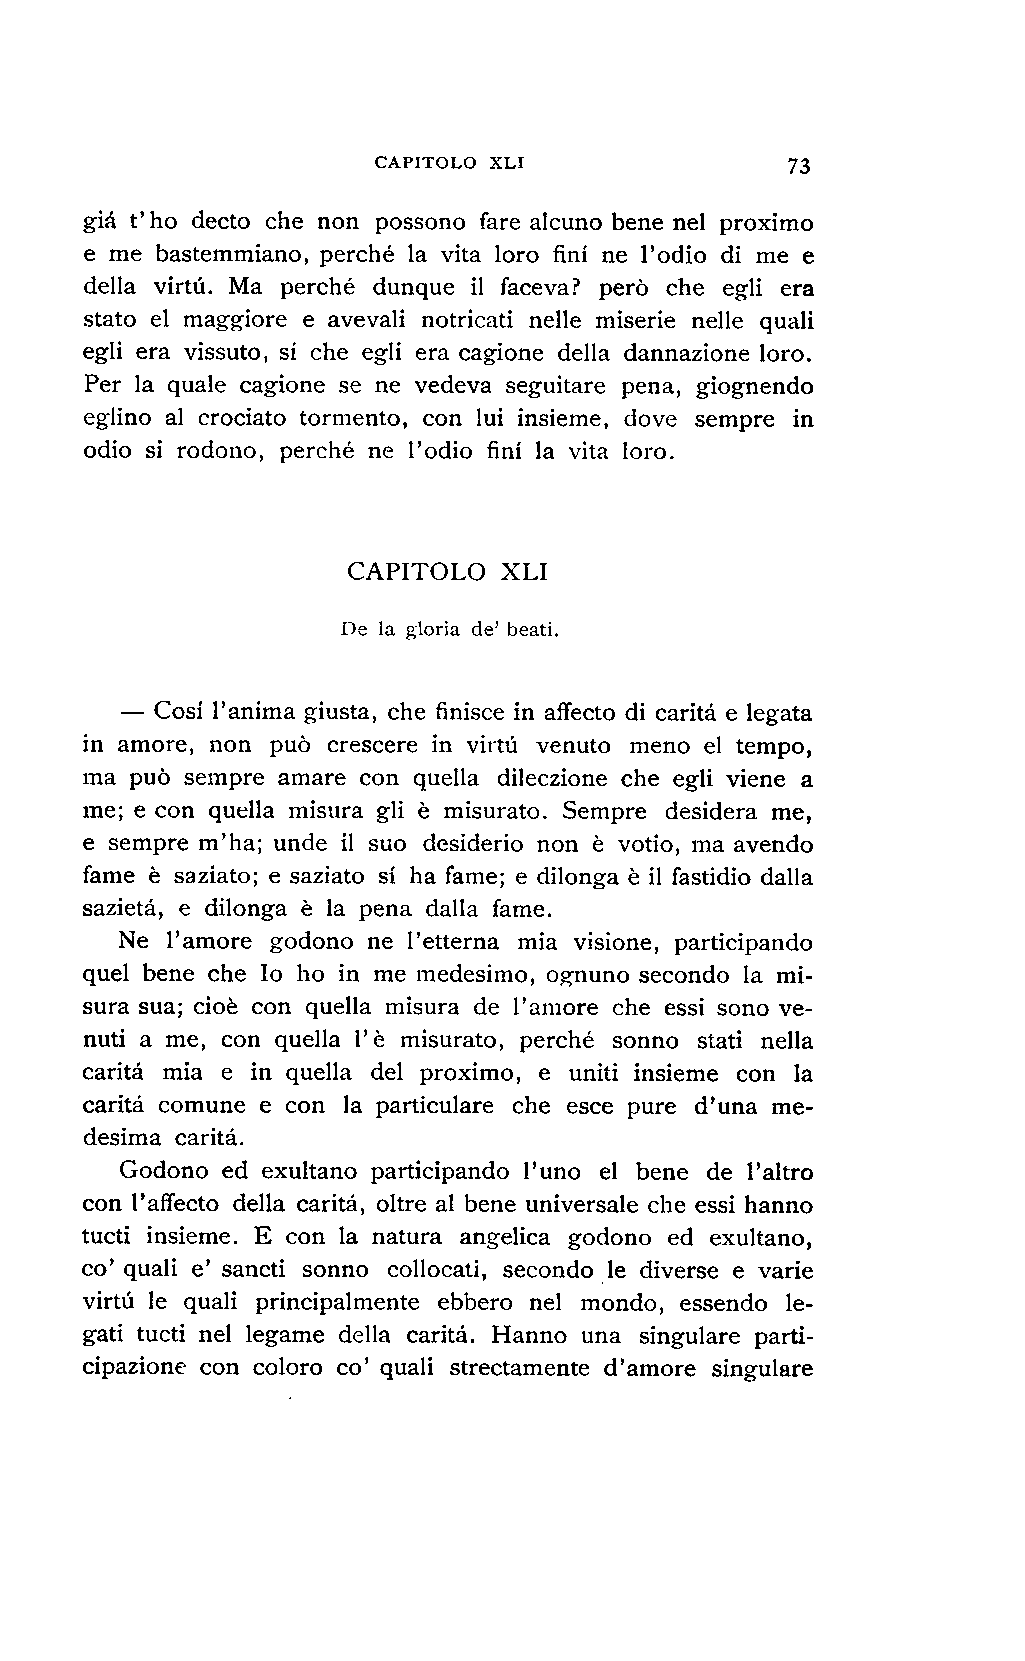 CAPITOLO XLI 73
giá t'ho decto che non possono fare alcuno bene nel proximo
e me bastemmiano, perché la vita loro finí ne l'odio di me e
della virtú. Ma perché dunque il faceva? però che egli era
stato el maggiore e avevali notricati nelle miserie nelle quali
egli era vissuto, sí che egli era cagione della dannazione loro.
Per la quale cagione se ne vedeva seguitare pena, giognendo
eglino al crociato tormento, con lui insieme, dove sempre in
odio si rodono, perché ne l'odio finí la vita loro.
CAPITOLO XLI
De la gloria de' beati.
— Cosí l'anima giusta, che finisce in affecto di caritá e legata
in amore, non può crescere in virtú venuto meno el tempo,
ma può sempre amare con quella dileczione che egli viene a
me; e con quella misura gli è misurato. Sempre desidera me,
e sempre m'ha; unde il suo desiderio non è votio, ma avendo
fame è saziato; e saziato sí ha fame; e dilonga è il fastidio dalla
sazietá, e dilonga è la pena dalla fame.
Ne l'amore godono ne l'etterna mia visione, participando
quel bene che Io ho in me medesimo, ognuno secondo la mi-
sura sua; cioè con quella misura de l'amore che essi sono ve-
nuti a me, con quella l'è misurato, perché sonno stati nella
caritá mia e in quella del proximo, e uniti insieme con la
caritá comune e con la particulare che esce pure d'una me-
desima caritá.
Godono ed exultano participando l'uno el bene de l'altro
con l'affecto della caritá, oltre al bene universale che essi hanno
tucti insieme. E con la natura angelica godono ed exultano,
co' quali e' sancti sonno collocati, secondo le diverse e varie
virtú le quali principalmente ebbero nel mondo, essendo le-
gati tucti nel legame della caritá. Hanno una singulare parti-
cipazione con coloro co' quali strectamente d'amore singulare